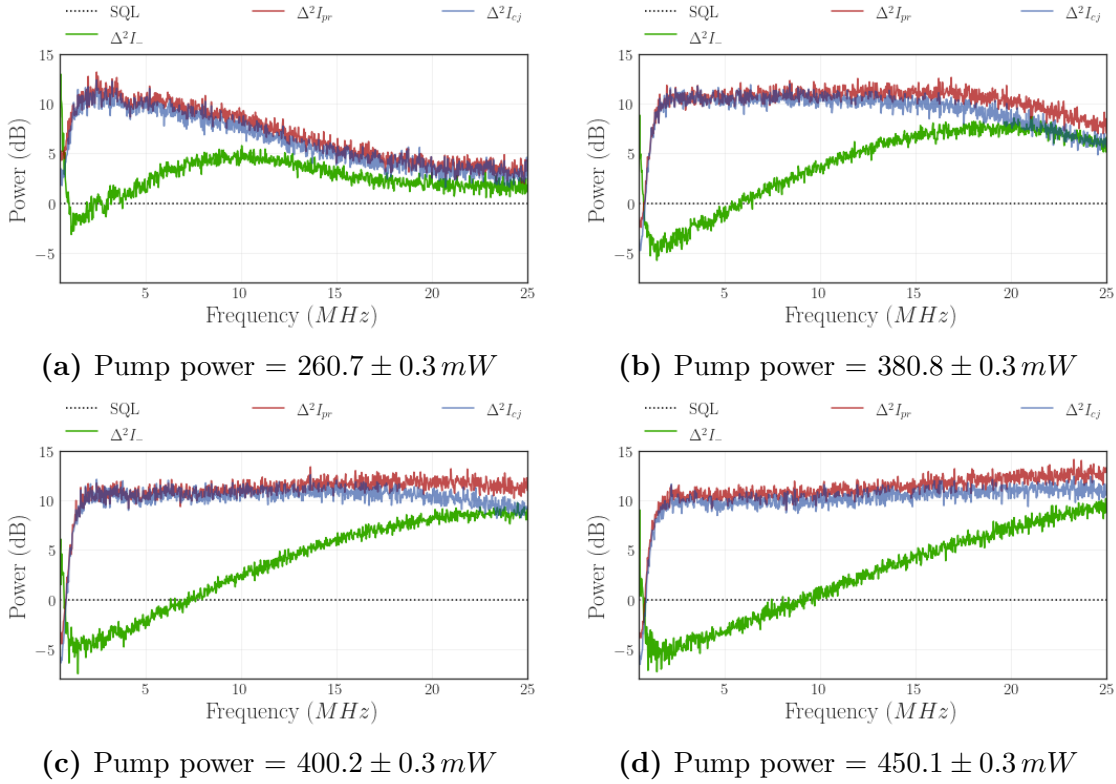 SQL Δ²I_pr Δ²I_cj
Δ²I_−
15
10
5
0
−5
Power (dB)
5 10 15 20 25
Frequency (MHz)
(a) Pump power = 260.7 ± 0.3 mW
SQL Δ²I_pr Δ²I_cj
Δ²I_−
15
10
5
0
−5
Power (dB)
5 10 15 20 25
Frequency (MHz)
(b) Pump power = 380.8 ± 0.3 mW
SQL Δ²I_pr Δ²I_cj
Δ²I_−
15
10
5
0
−5
Power (dB)
5 10 15 20 25
Frequency (MHz)
(c) Pump power = 400.2 ± 0.3 mW
SQL Δ²I_pr Δ²I_cj
Δ²I_−
15
10
5
0
−5
Power (dB)
5 10 15 20 25
Frequency (MHz)
(d) Pump power = 450.1 ± 0.3 mW